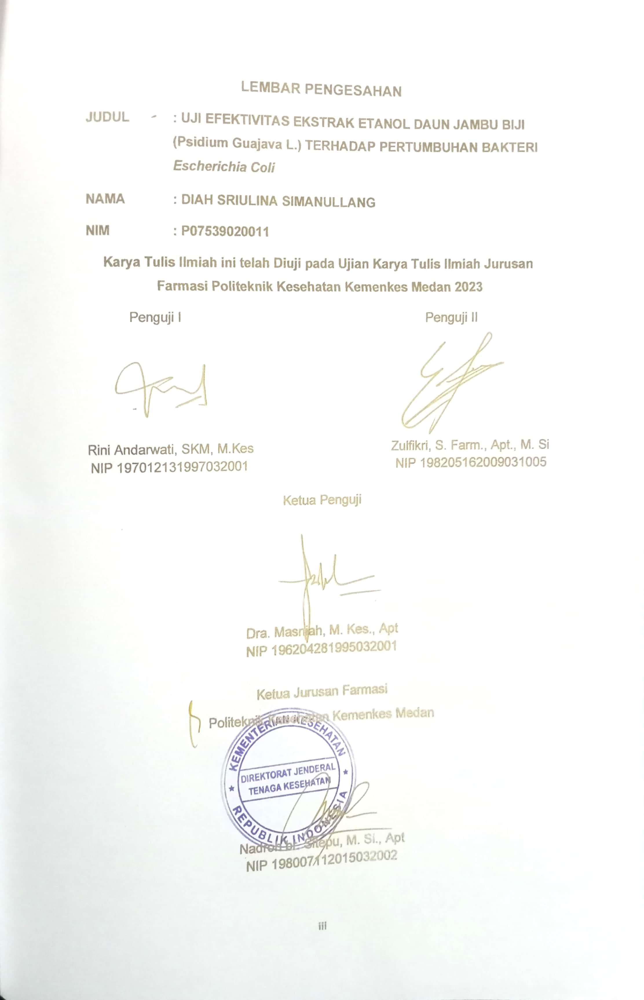 LEMBAR PENGESAHAN
JUDUL - : UJI EFEKTIVITAS EKSTRAK ETANOL DAUN JAMBU BIJI
(Psidium Guajava L.) TERHADAP PERTUMBUHAN BAKTERI
Escherichia Coli
NAMA : DIAH SRIULINA SIMANULLANG
NIM : P07539020011
Karya Tulis Ilmiah ini telah Diuji pada Ujian Karya Tulis Ilmiah Jurusan
Farmasi Politeknik Kesehatan Kemenkes Medan 2023
Penguji I Penguji II
Rini Andarwati, SKM, M.Kes Zulfikri, S. Farm., Apt., M. Si
NIP 197012131997032001 NIP 198205162009031005
Ketua Penguji
Dra. Masniah, M. Kes., Apt
NIP 196204281995032001
Ketua Jurusan Farmasi
Politeknik Kesehatan Kemenkes Medan
KEMENTERIAN KESEHATAN
DIREKTORAT JENDERAL
TENAGA KESEHATAN
REPUBLIK INDONESIA
Nadroh br. Sitepu, M. Si., Apt
NIP 198007112015032002
iii